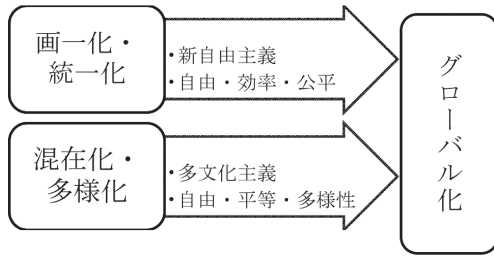 画一化・
統一化
・新自由主義
・自由・効率・公平
混在化・
多様化
・多文化主義
・自由・平等・多様性
グローバル化